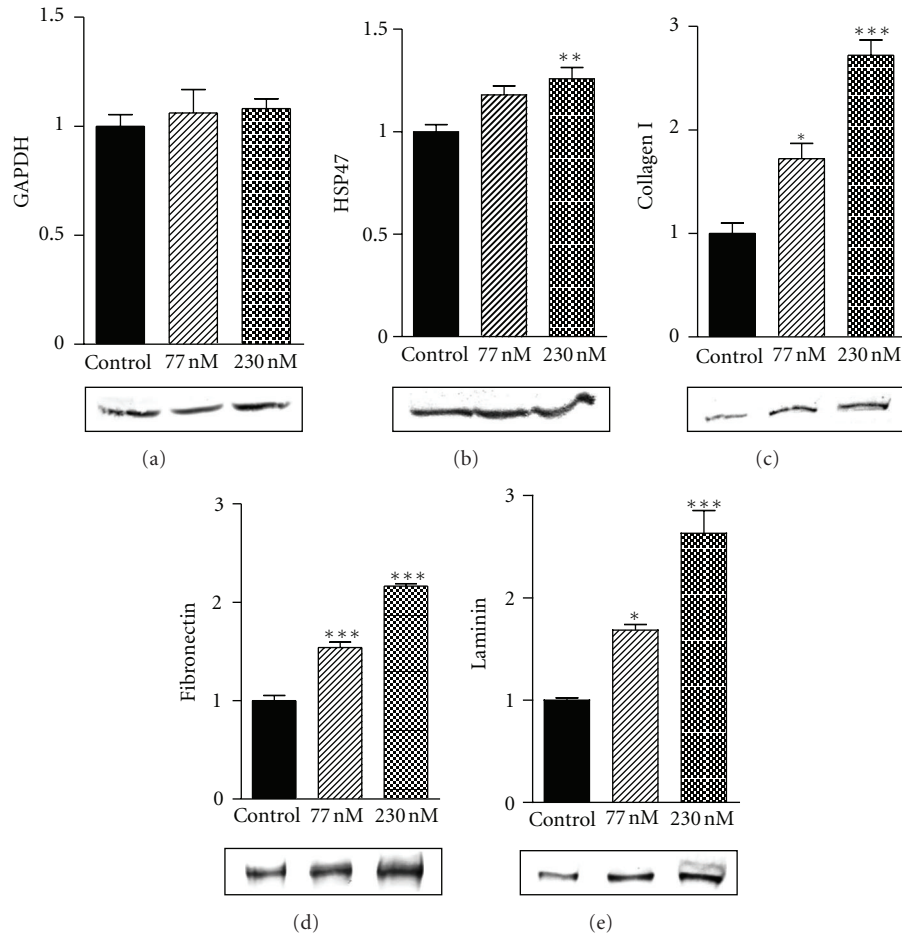 GAPDH
1.5
1
0.5
0
Control 77 nM 230 nM
(a)
HSP47
1.5
1
0.5
0
**
Control 77 nM 230 nM
(b)
Collagen I
3
2
1
0
*
***
Control 77 nM 230 nM
(c)
Fibronectin
3
2
1
0
***
***
Control 77 nM 230 nM
(d)
Laminin
3
2
1
0
*
***
Control 77 nM 230 nM
(e)